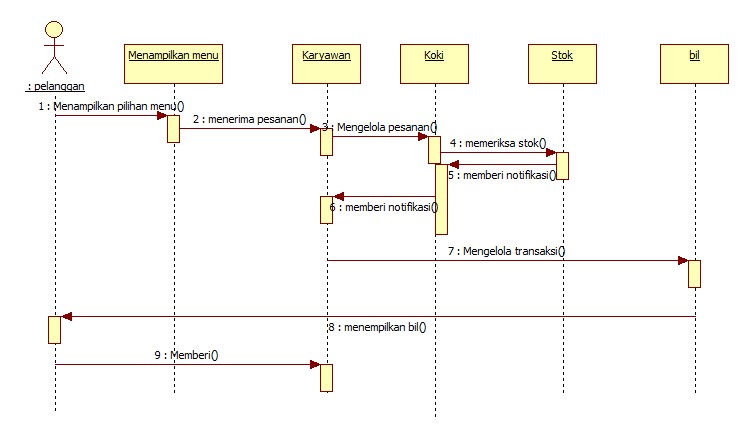 Menampilkan menu
Karyawan
Koki
Stok
bil
: pelanggan
1 : Menampilkan pilihan menu()
2 : menerima pesanan()
3 : Mengelola pesanan()
4 : memeriksa stok()
5 : memberi notifikasi()
6 : memberi notifikasi()
7 : Mengelola transaksi()
8 : menempilkan bil()
9 : Memberi()